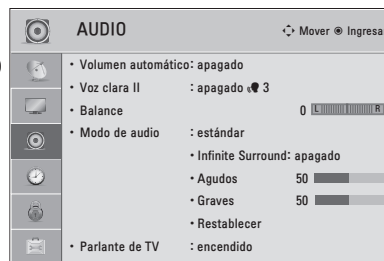 AUDIO Mover Ingresa
• Volumen automático: apagado
• Voz clara II : apagado 3
• Balance 0 L R
• Modo de audio : estándar
• Infinite Surround: apagado
• Agudos 50
• Graves 50
• Restablecer
• Parlante de TV : encendido